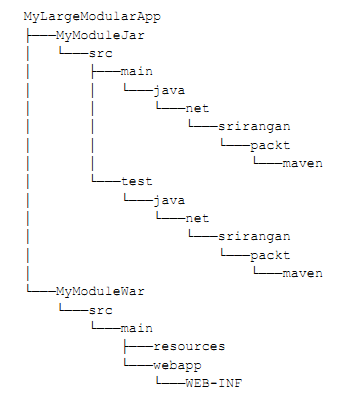 MyLargeModularApp
MyModuleJar
src
main
java
net
srirangan
packt
maven
test
java
net
srirangan
packt
maven
MyModuleWar
src
main
resources
webapp
WEB-INF